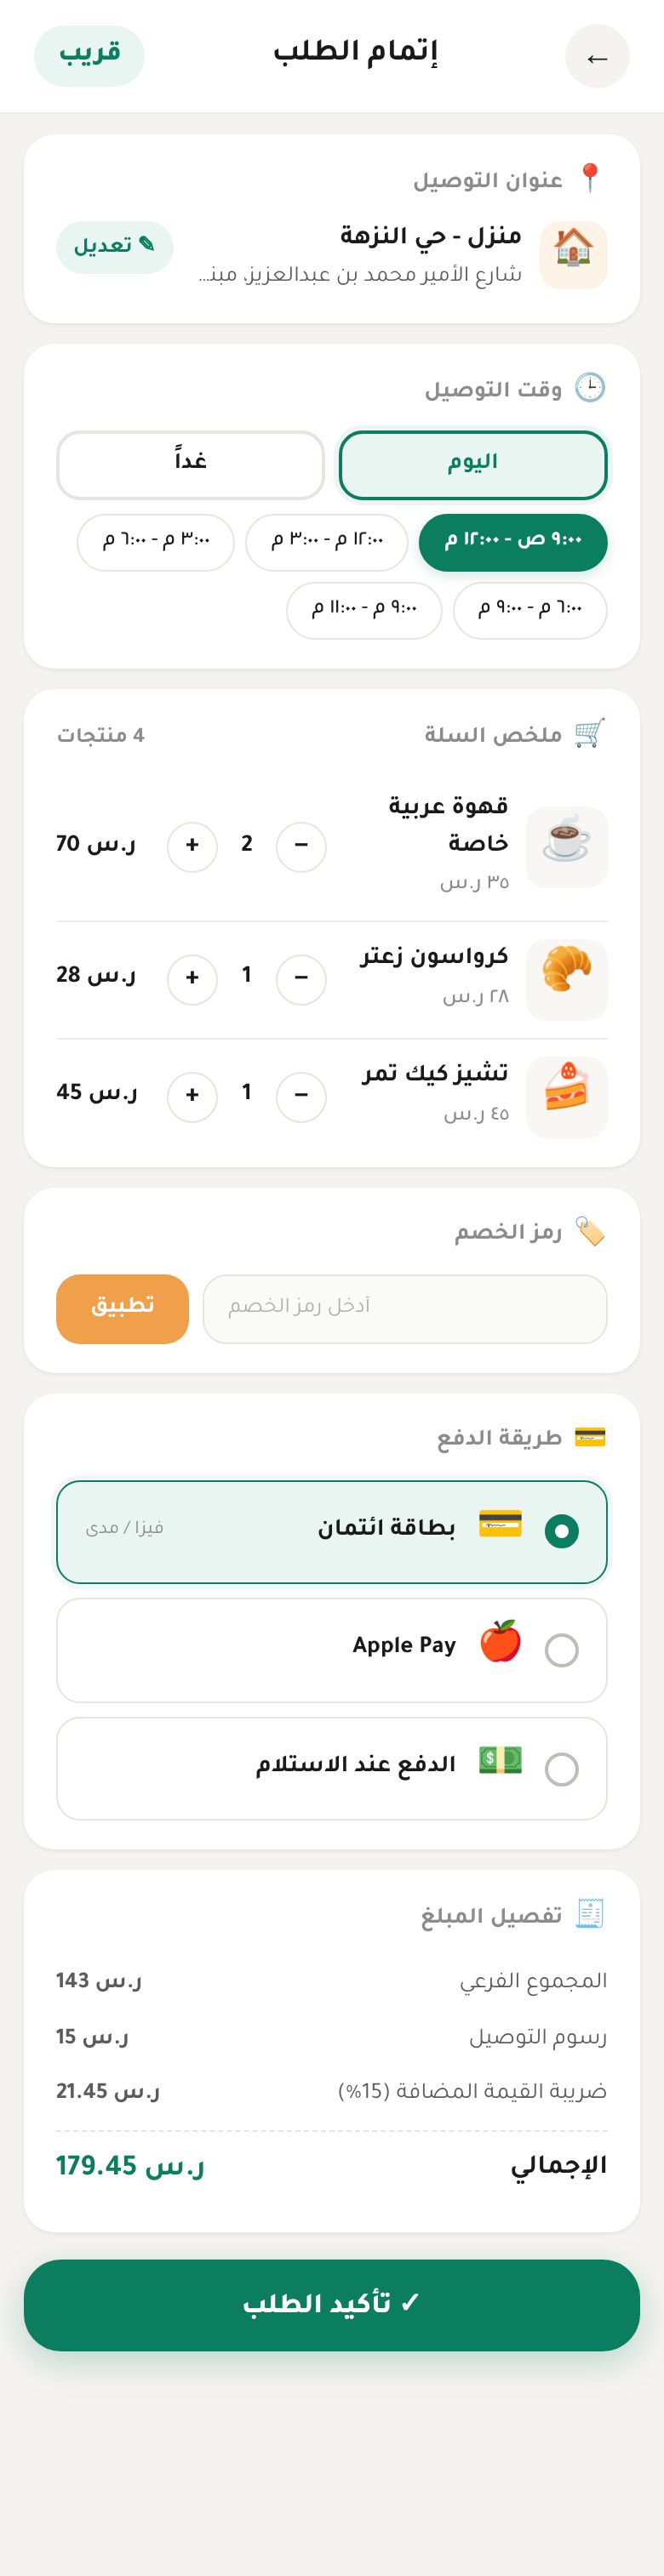 ←
إتمام الطلب
قريب
📍 عنوان التوصيل
منزل - حي النزهة
شارع الأمير محمد بن عبدالعزيز، مبنـ...
✎ تعديل
🕒 وقت التوصيل
اليوم
غداً
٩:٠٠ ص - ١٢:٠٠ م
١٢:٠٠ م - ٣:٠٠ م
٣:٠٠ م - ٦:٠٠ م
٦:٠٠ م - ٩:٠٠ م
٩:٠٠ م - ١١:٠٠ م
🛒 ملخص السلة
4 منتجات
قهوة عربية
خاصة
٣٥ ر.س
− 2 +
ر.س 70
كرواسون زعتر
٢٨ ر.س
− 1 +
ر.س 28
تشيز كيك تمر
٤٥ ر.س
− 1 +
ر.س 45
🏷️ رمز الخصم
أدخل رمز الخصم
تطبيق
💳 طريقة الدفع
بطاقة ائتمان
فيزا / مدى
Apple Pay
الدفع عند الاستلام
🧾 تفصيل المبلغ
المجموع الفرعي
ر.س 143
رسوم التوصيل
ر.س 15
ضريبة القيمة المضافة (15%)
ر.س 21.45
الإجمالي
ر.س 179.45
✓ تأكيد الطلب